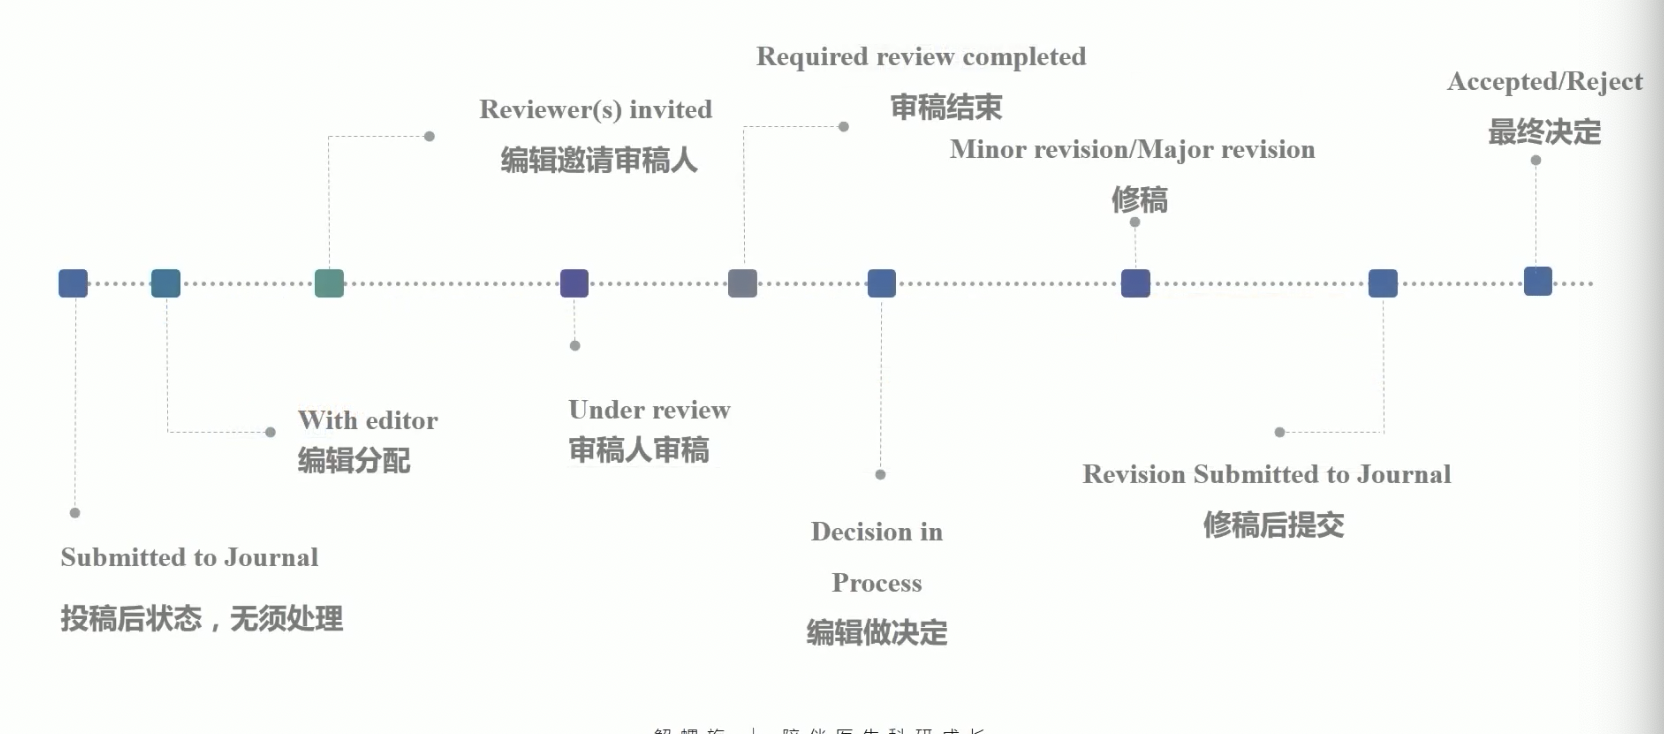 Required review completed
审稿结束
Accepted/Reject
最终决定
Reviewer(s) invited
编辑邀请审稿人
Minor revision/Major revision
修稿
With editor
编辑分配
Under review
审稿人审稿
Revision Submitted to Journal
修稿后提交
Decision in
Process
编辑做决定
Submitted to Journal
投稿后状态，无须处理